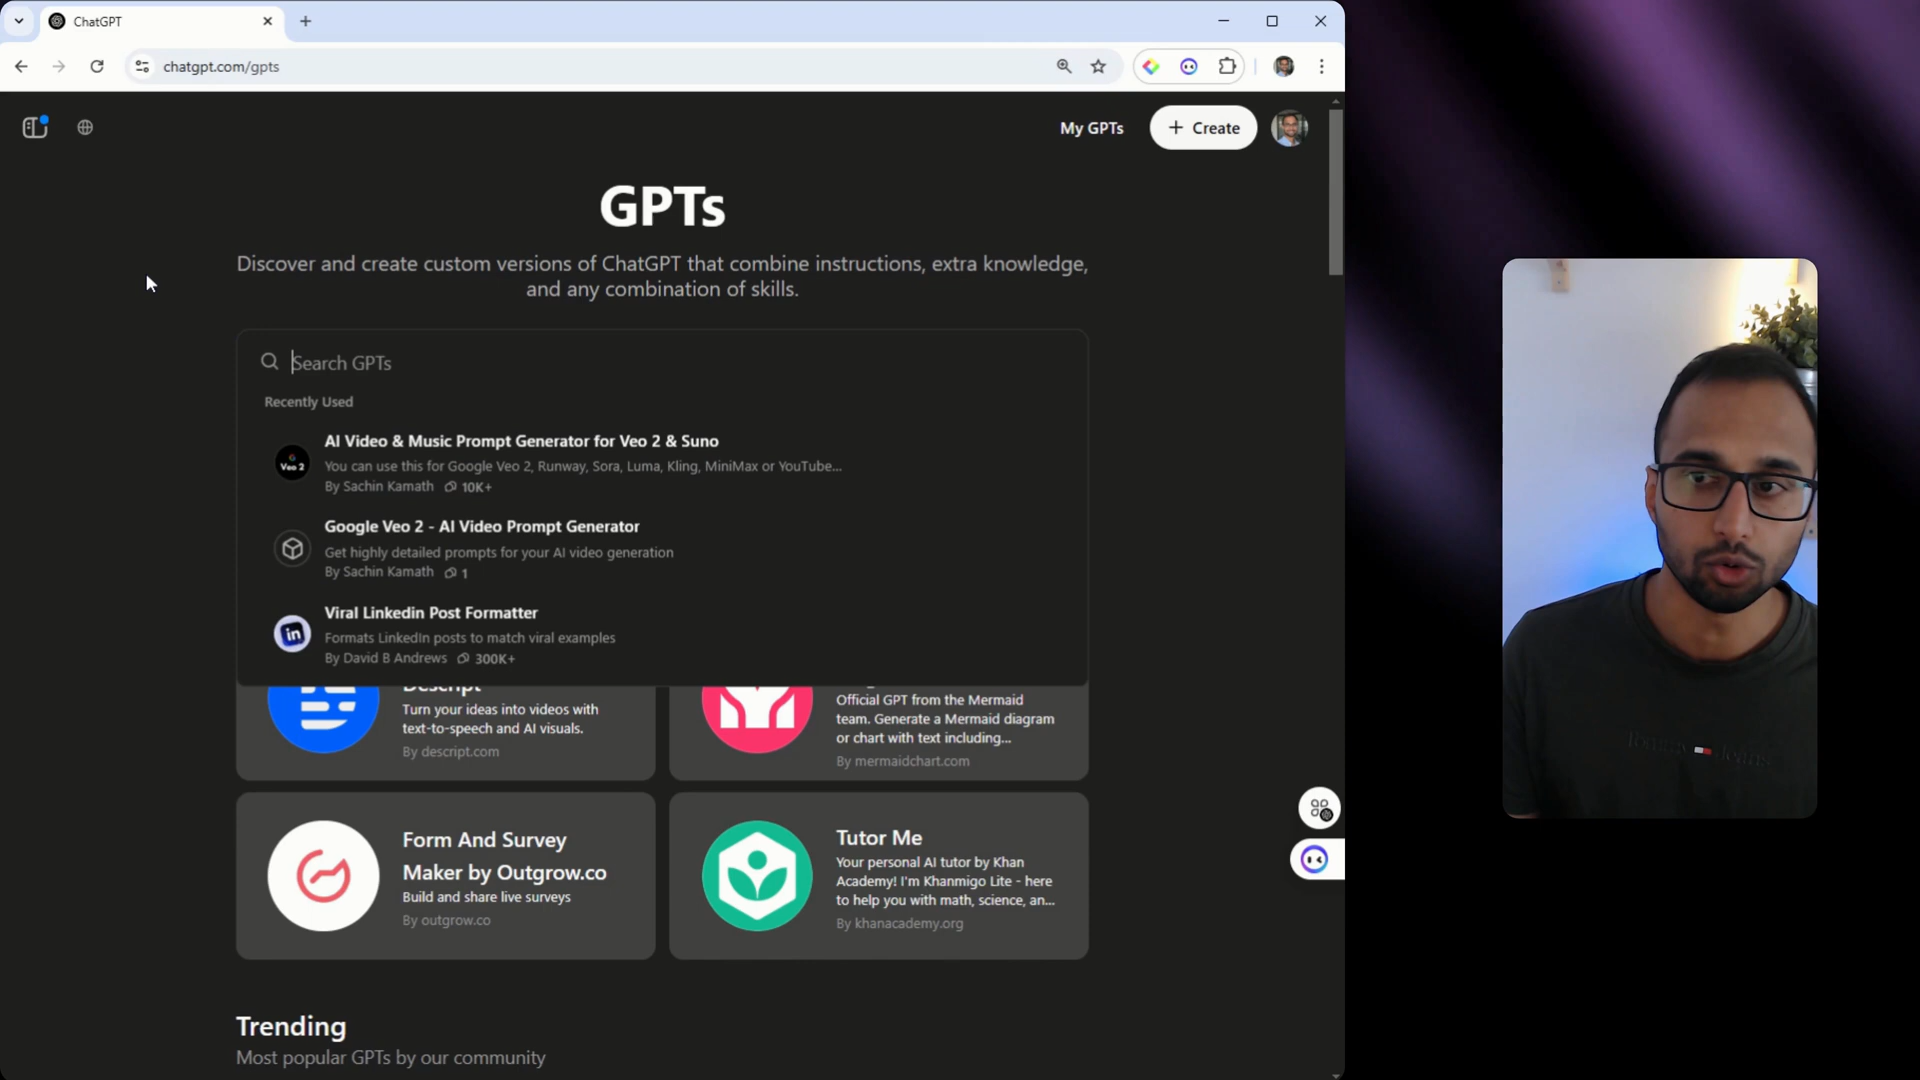 ChatGPT
chatgpt.com/gpts
My GPTs
+ Create
GPTs
Discover and create custom versions of ChatGPT that combine instructions, extra knowledge,
and any combination of skills.
Search GPTs
Recently Used
AI Video & Music Prompt Generator for Veo 2 & Suno
Veo 2
You can use this for Google Veo 2, Runway, Sora, Luma, Kling, MiniMax or YouTube...
By Sachin Kamath 10K+
Google Veo 2 - AI Video Prompt Generator
Get highly detailed prompts for your AI video generation
By Sachin Kamath 1
Viral Linkedin Post Formatter
in
Formats LinkedIn posts to match viral examples
By David B Andrews 300K+
Descript
Turn your ideas into videos with
text-to-speech and AI visuals.
By descript.com
Official GPT from the Mermaid
team. Generate a Mermaid diagram
or chart with text including...
By mermaidchart.com
Form And Survey
Maker by Outgrow.co
Build and share live surveys
By outgrow.co
Tutor Me
Your personal AI tutor by Khan
Academy! I'm Khanmigo Lite - here
to help you with math, science, an...
By khanacademy.org
Trending
Most popular GPTs by our community